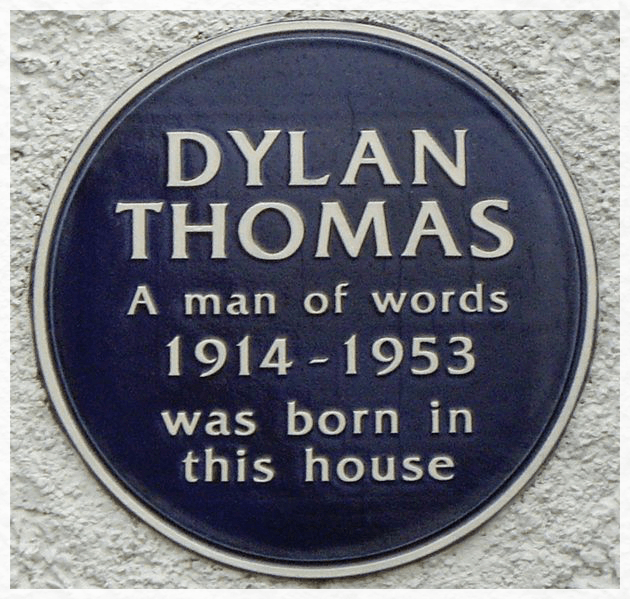 DYLAN
THOMAS
A man of words
1914 - 1953
was born in
this house